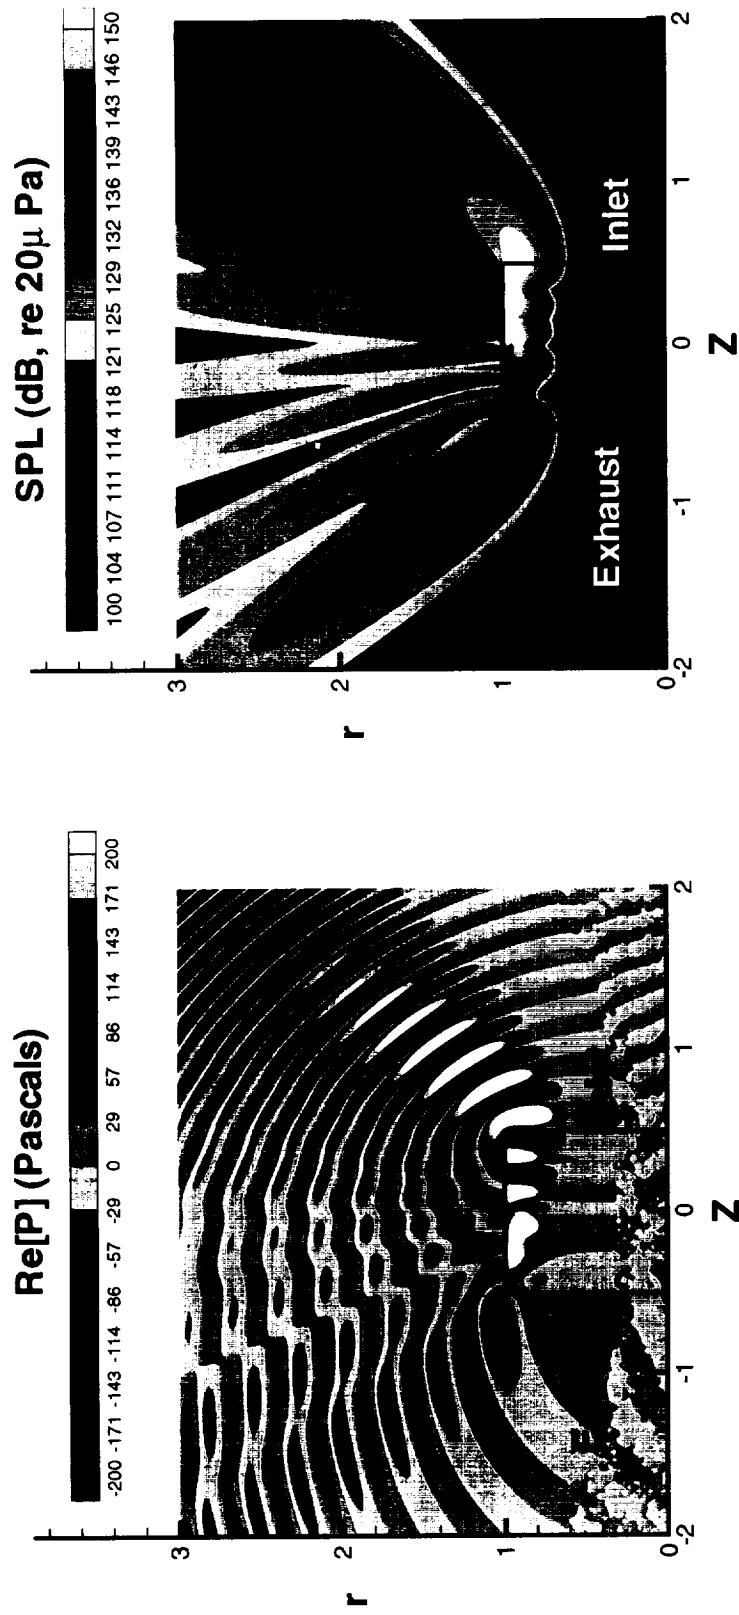 Re[P] (Pascals)
-200 -171 -143 -114 -86 -57 -29 0 29 57 86 114 143 171 200
3
2
1
0
r
-2 -1 0 1 2
Z
SPL (dB, re 20µ Pa)
100 104 107 111 114 118 121 125 129 132 136 139 143 146 150
3
2
1
0
r
Exhaust Inlet
-2 -1 0 1 2
Z